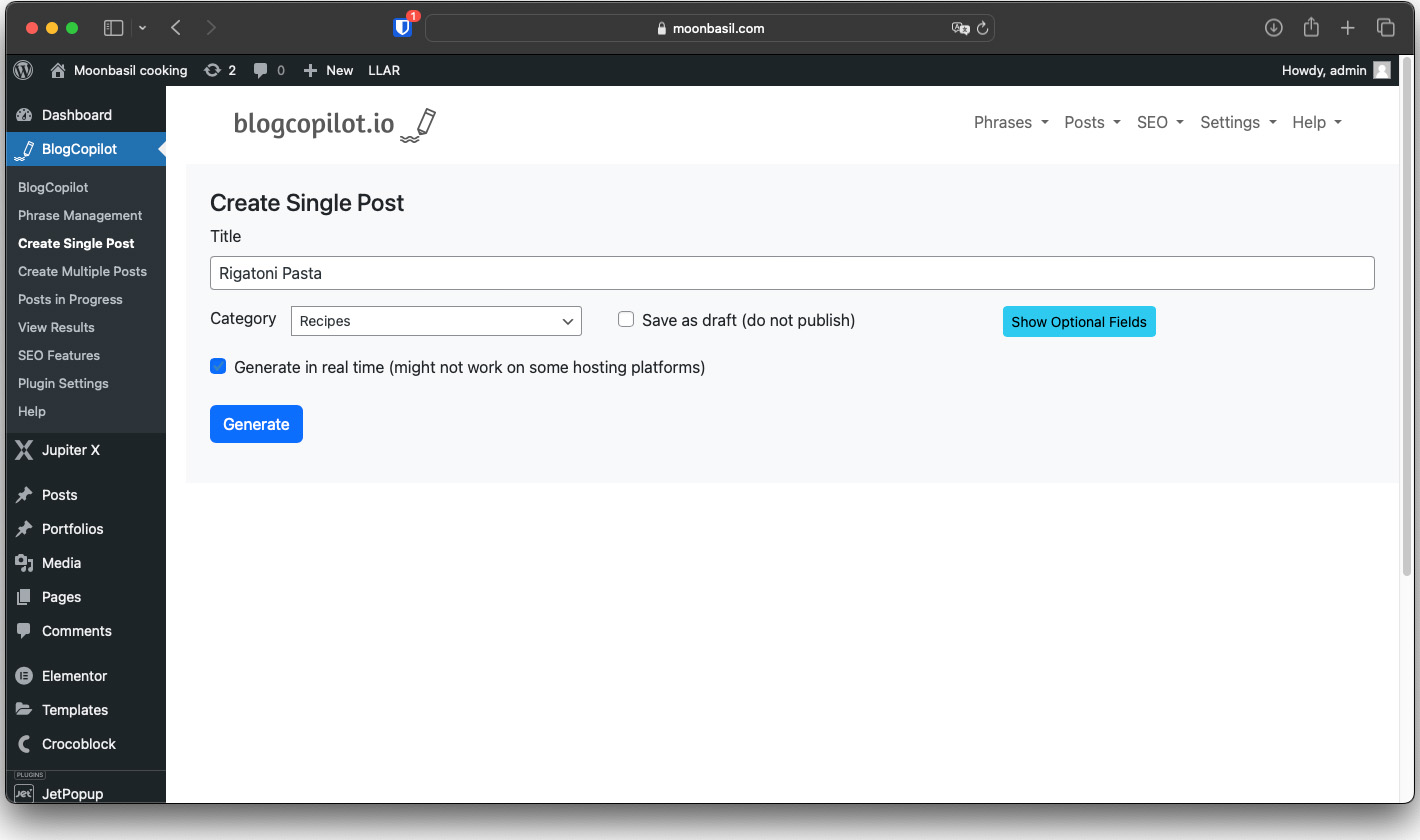 1
moonbasil.com
Moonbasil cooking 2 0 New LLAR Howdy, admin
Dashboard
BlogCopilot
BlogCopilot
Phrase Management
Create Single Post
Create Multiple Posts
Posts in Progress
View Results
SEO Features
Plugin Settings
Help
Jupiter X
Posts
Portfolios
Media
Pages
Comments
Elementor
Templates
Crocoblock
PLUGINS
Jet JetPopup
blogcopilot.io
Phrases Posts SEO Settings Help
Create Single Post
Title
Rigatoni Pasta
Category Recipes Save as draft (do not publish) Show Optional Fields
Generate in real time (might not work on some hosting platforms)
Generate